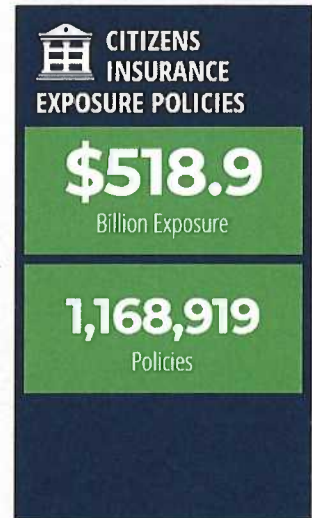 CITIZENS
INSURANCE
EXPOSURE POLICIES
$518.9
Billion Exposure
1,168,919
Policies